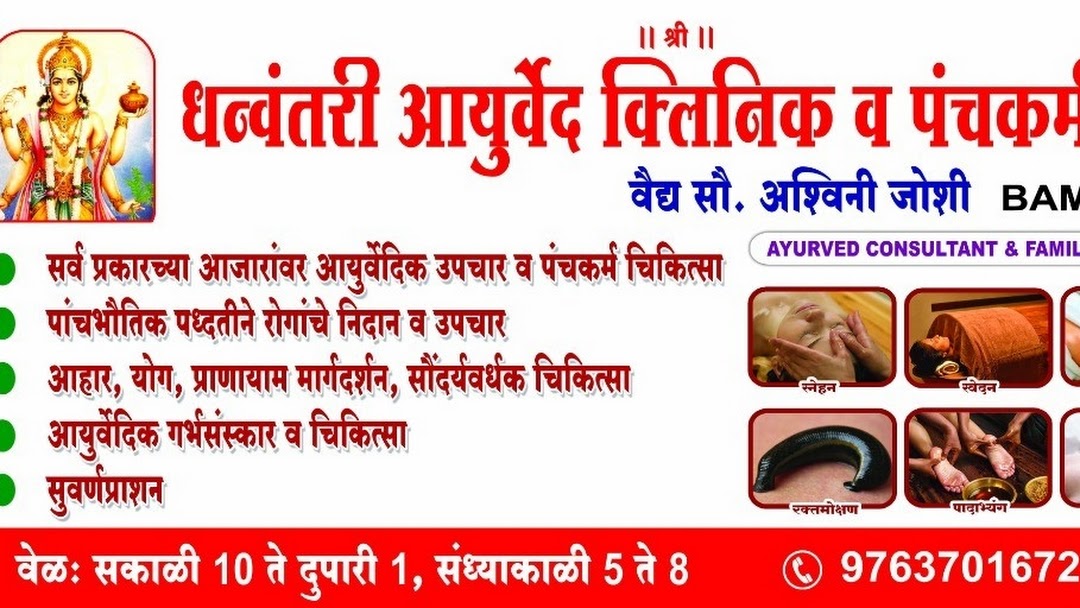 || श्री ||
धन्वंतरी आयुर्वेद क्लिनिक व पंचकर्म
वैद्य सौ. अश्विनी जोशी BAM
AYURVED CONSULTANT & FAMIL
सर्व प्रकारच्या आजारांवर आयुर्वेदिक उपचार व पंचकर्म चिकित्सा
पांचभौतिक पध्दतीने रोगांचे निदान व उपचार
आहार, योग, प्राणायाम मार्गदर्शन, सौंदर्यवर्धक चिकित्सा
आयुर्वेदिक गर्भसंस्कार व चिकित्सा
सुवर्णप्राशन
स्नेहन स्वेदन
रक्तमोक्षण पादाभ्यंग
वेळः सकाळी 10 ते दुपारी 1, संध्याकाळी 5 ते 8 9763701672